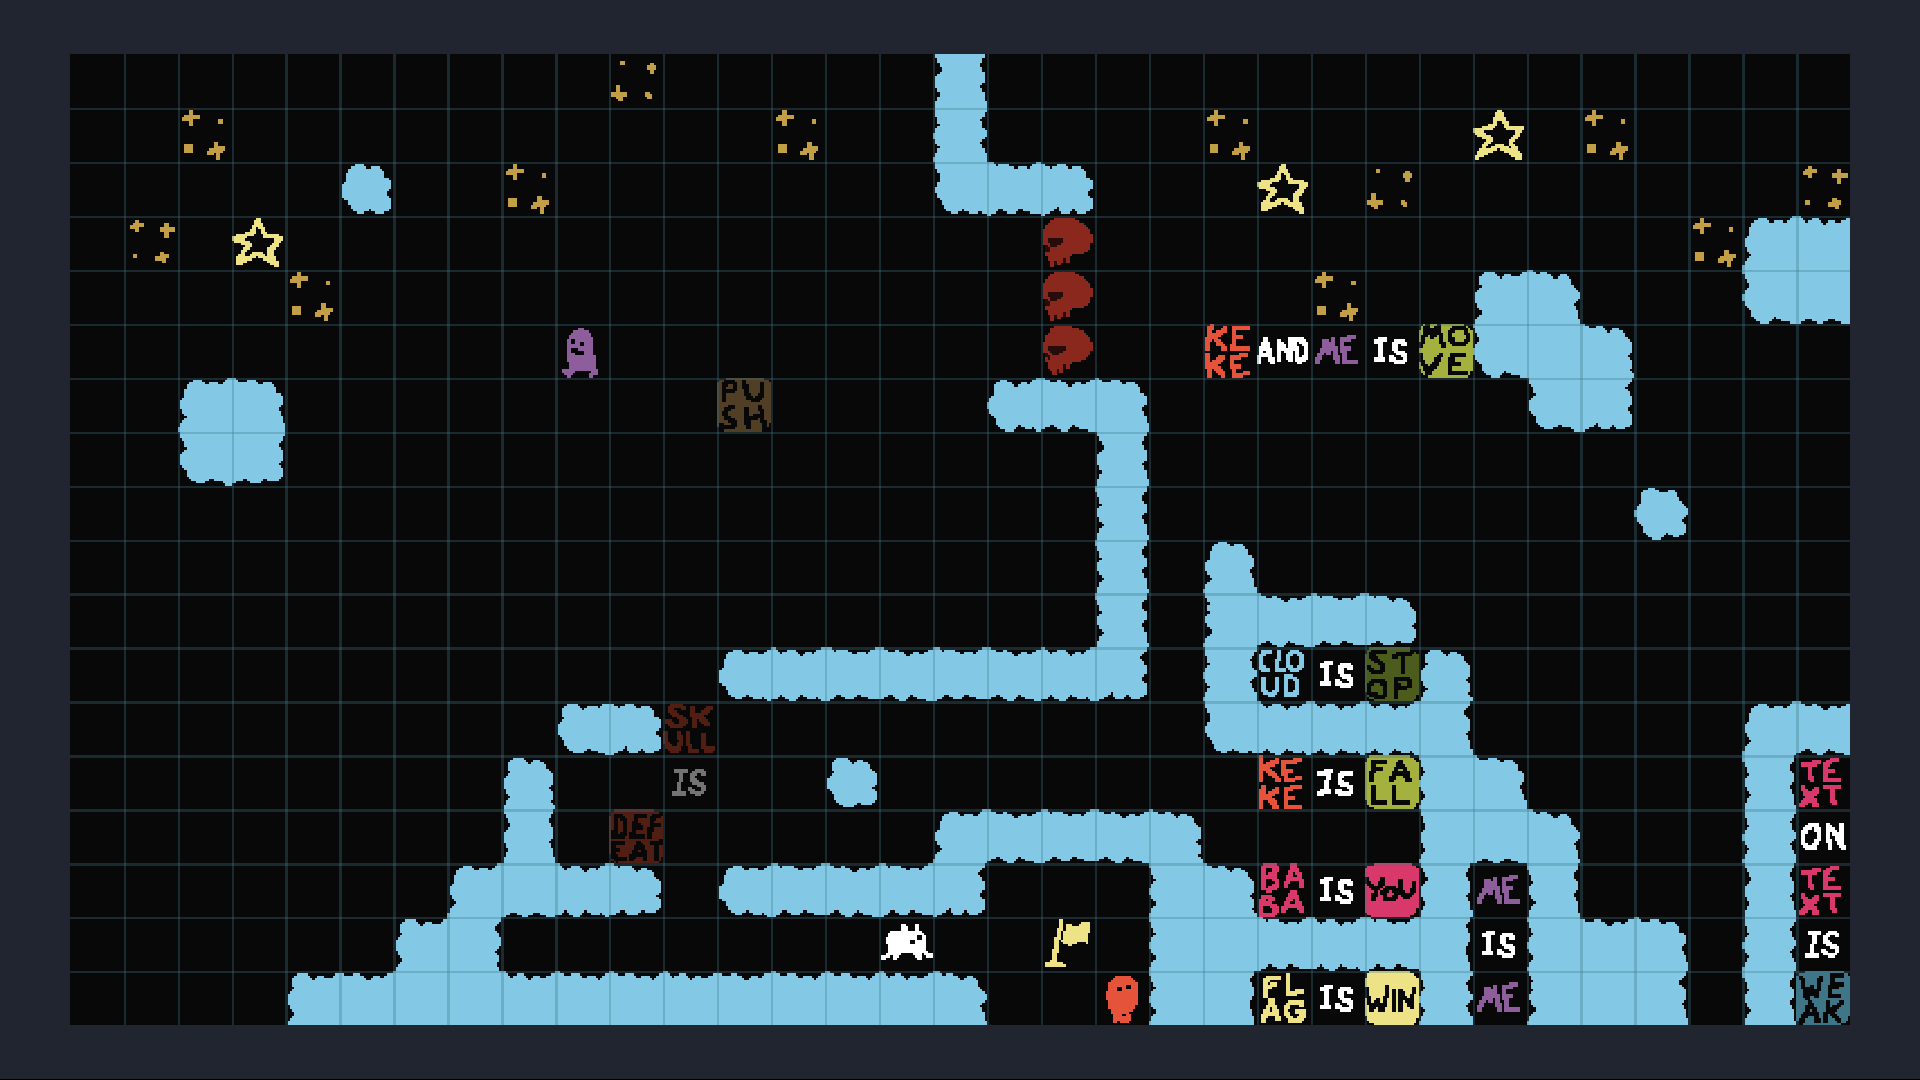 KEKE AND ME IS MOVE
PUSH
CLOUD IS STOP
SKULL
IS
DEFEAT
KEKE IS FALL
TEXT
ON
TEXT
IS
WEAK
BABA IS YOU
ME
IS
ME
FLAG IS WIN